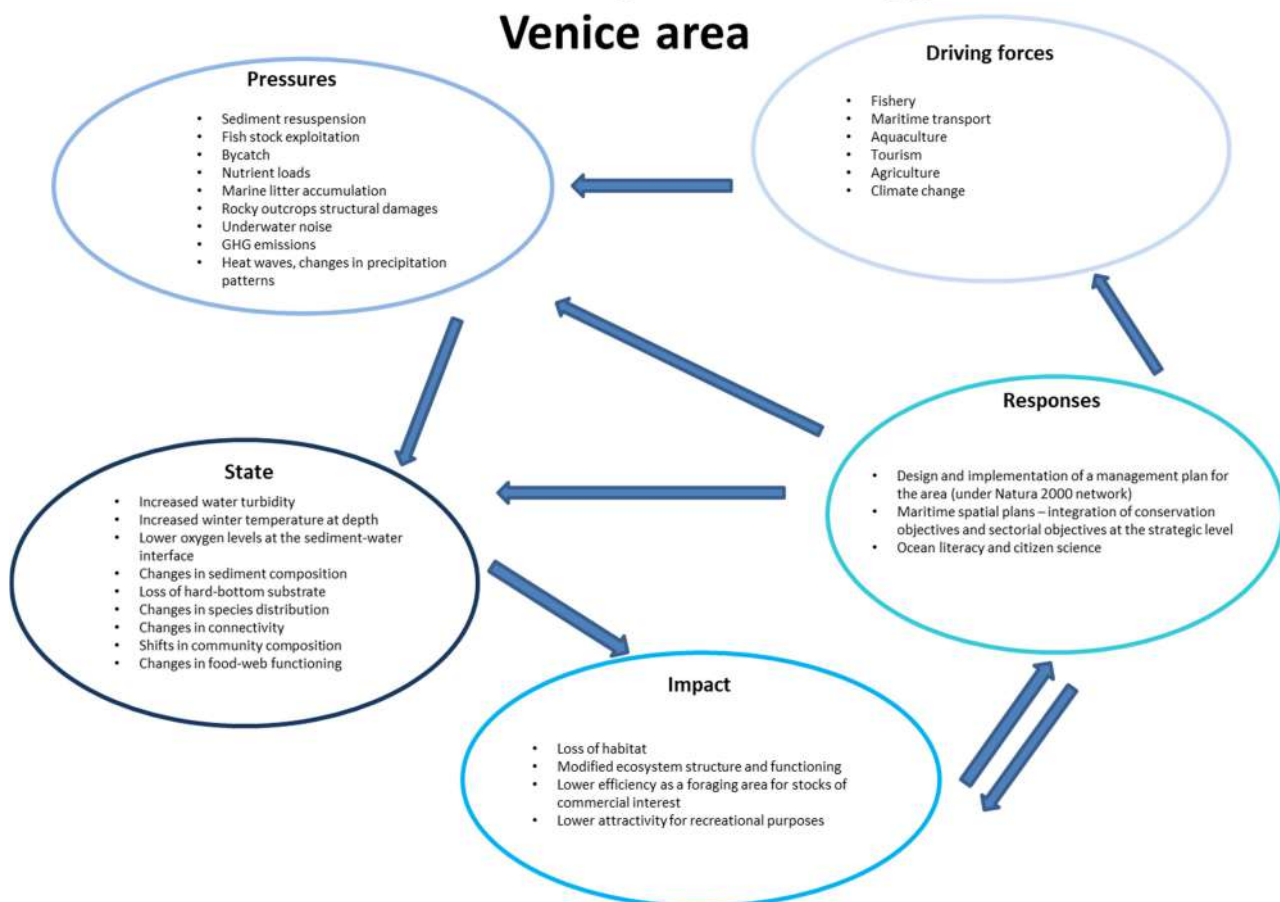 Venice area
Pressures
• Sediment resuspension
• Fish stock exploitation
• Bycatch
• Nutrient loads
• Marine litter accumulation
• Rocky outcrops structural damages
• Underwater noise
• GHG emissions
• Heat waves, changes in precipitation
patterns
Driving forces
• Fishery
• Maritime transport
• Aquaculture
• Tourism
• Agriculture
• Climate change
Responses
• Design and implementation of a management plan for
the area (under Natura 2000 network)
• Maritime spatial plans – integration of conservation
objectives and sectorial objectives at the strategic level
• Ocean literacy and citizen science
State
• Increased water turbidity
• Increased winter temperature at depth
• Lower oxygen levels at the sediment-water
interface
• Changes in sediment composition
• Loss of hard-bottom substrate
• Changes in species distribution
• Changes in connectivity
• Shifts in community composition
• Changes in food-web functioning
Impact
• Loss of habitat
• Modified ecosystem structure and functioning
• Lower efficiency as a foraging area for stocks of
commercial interest
• Lower attractivity for recreational purposes